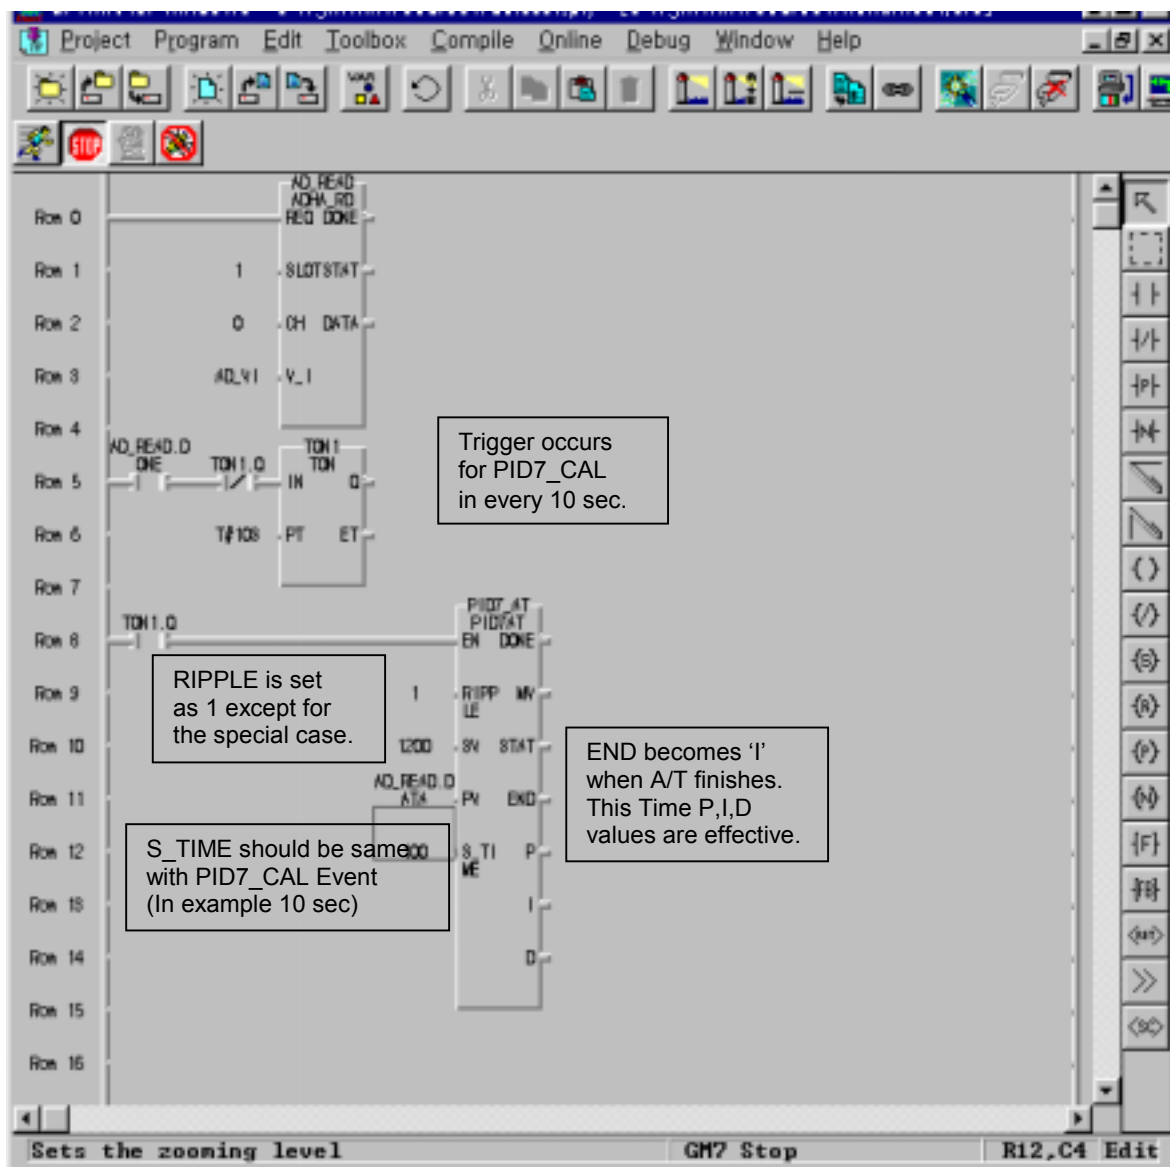 Project Program Edit Toolbox Compile Online Debug Window Help
VAR
STOP
AD_READ
ADHA_RD
Row 0 REQ DONE
Row 1 1 SLOT STAT
Row 2 0 CH DATA
Row 3 AD_VI V_I
Row 4
AD_READ.D
ONE TON1.Q TON1
TON
Row 5 IN Q
Row 6 T#10S PT ET
Trigger occurs
for PID7_CAL
in every 10 sec.
Row 7
PID7_AT
TON1.Q PID7AT
Row 8 EN DONE
RIPPLE is set
as 1 except for
the special case.
Row 9 1 RIPP MV
LE
Row 10 1200 SV STAT
AD_READ.D
Row 11 ATA PV END
END becomes ‘I’
when A/T finishes.
This Time P,I,D
values are effective.
Row 12 S_TI P
ME
S_TIME should be same
with PID7_CAL Event
(In example 10 sec)
Row 13 I
Row 14 D
Row 15
Row 16
Sets the zooming level GM7 Stop R12,C4 Edit